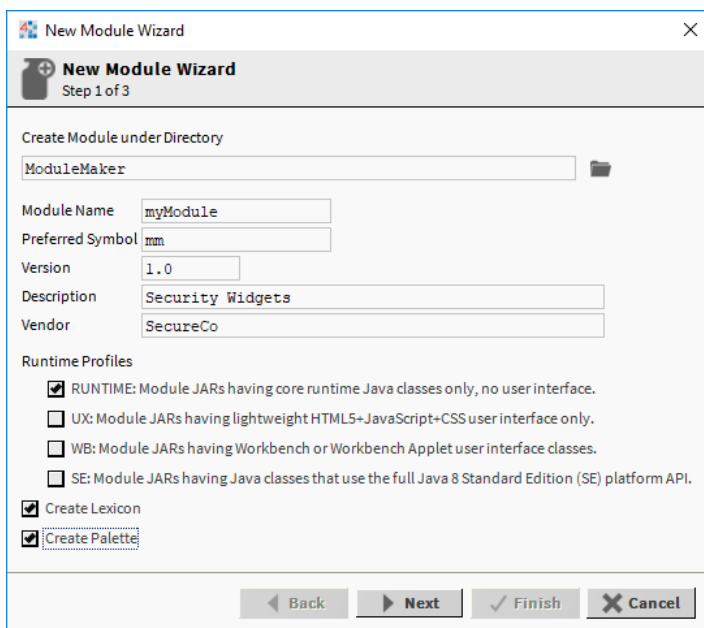 New Module Wizard
New Module Wizard
Step 1 of 3
Create Module under Directory
ModuleMaker
Module Name myModule
Preferred Symbol mm
Version 1.0
Description Security Widgets
Vendor SecureCo
Runtime Profiles
RUNTIME: Module JARs having core runtime Java classes only, no user interface.
UX: Module JARs having lightweight HTML5+JavaScript+CSS user interface only.
WB: Module JARs having Workbench or Workbench Applet user interface classes.
SE: Module JARs having Java classes that use the full Java 8 Standard Edition (SE) platform API.
Create Lexicon
Create Palette
Back Next Finish Cancel